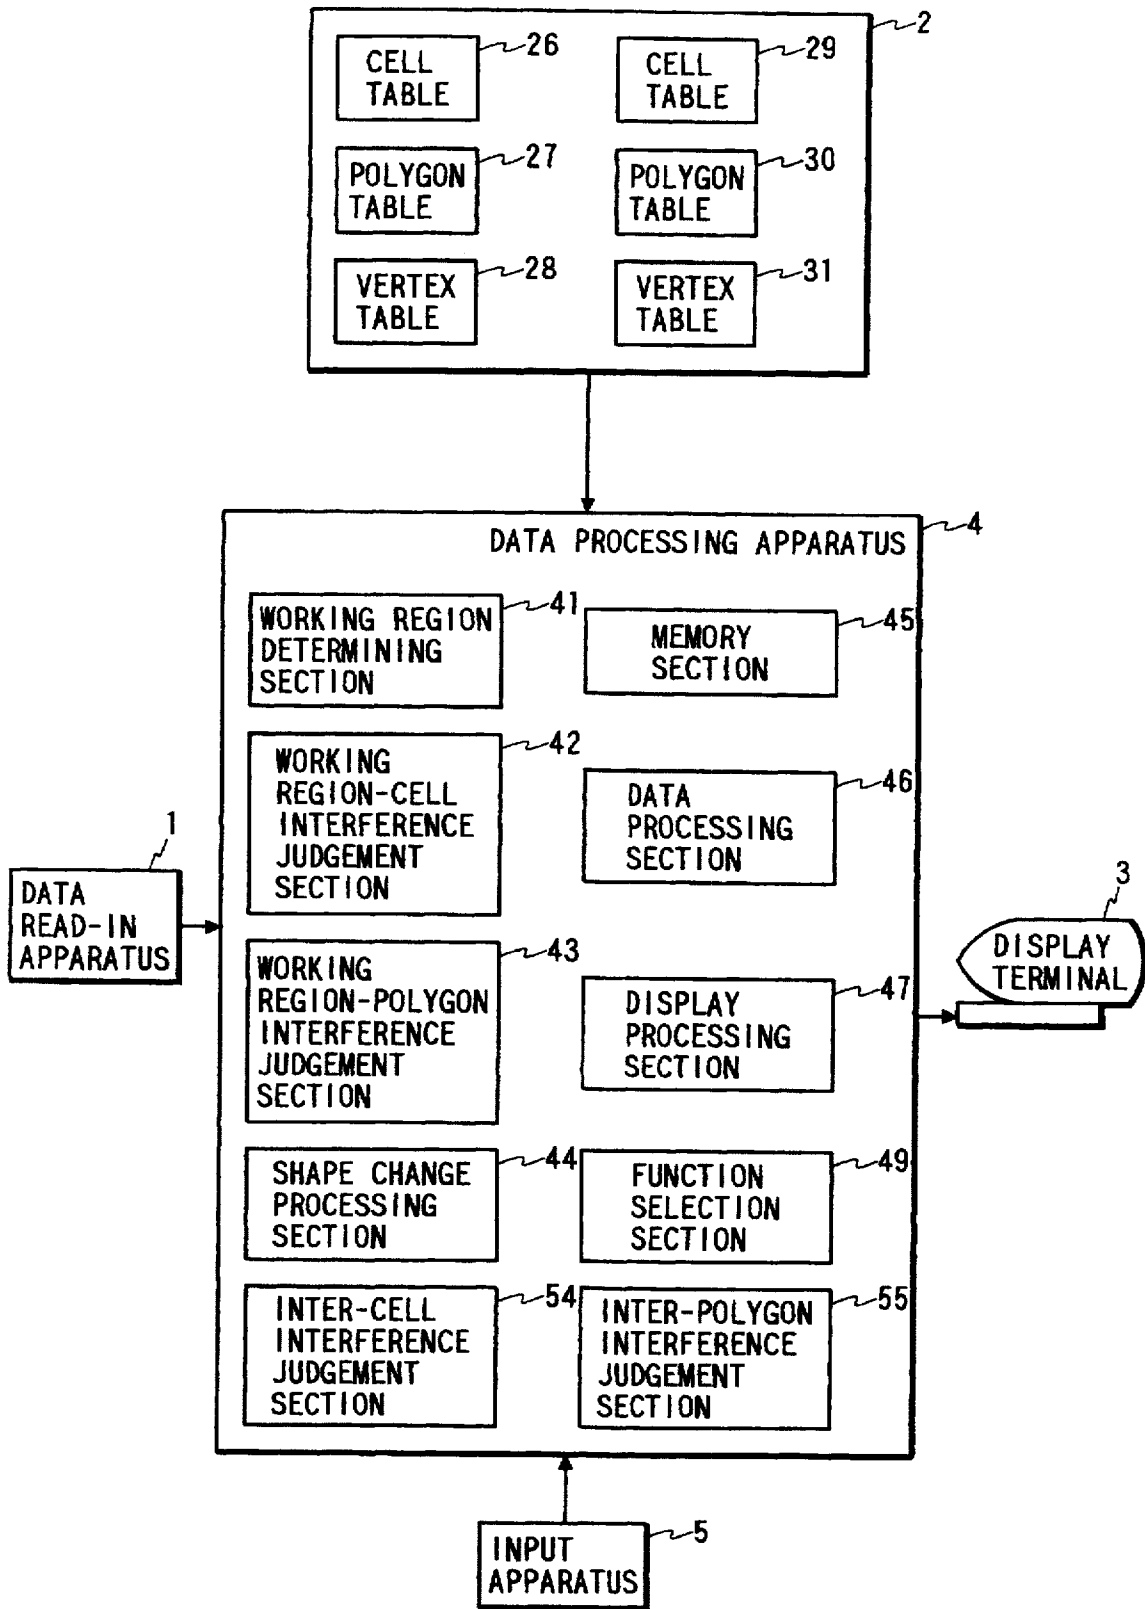 2
CELL
TABLE
26
CELL
TABLE
29
POLYGON
TABLE
27
POLYGON
TABLE
30
VERTEX
TABLE
28
VERTEX
TABLE
31
4
DATA PROCESSING APPARATUS
WORKING REGION
DETERMINING
SECTION
41
MEMORY
SECTION
45
WORKING
REGION-CELL
INTERFERENCE
JUDGEMENT
SECTION
42
DATA
PROCESSING
SECTION
46
1
DATA
READ-IN
APPARATUS
WORKING
REGION-POLYGON
INTERFERENCE
JUDGEMENT
SECTION
43
DISPLAY
PROCESSING
SECTION
47
3
DISPLAY
TERMINAL
SHAPE CHANGE
PROCESSING
SECTION
44
FUNCTION
SELECTION
SECTION
49
INTER-CELL
INTERFERENCE
JUDGEMENT
SECTION
54
INTER-POLYGON
INTERFERENCE
JUDGEMENT
SECTION
55
INPUT
APPARATUS
5